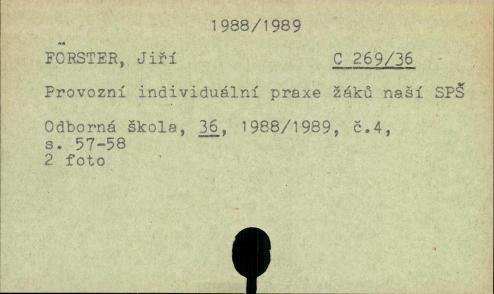 1988/1989
FÖRSTER, Jiří C 269/36
Provozní individuální praxe žáků naší SPŠ
Odborná škola, 36, 1988/1989, č.4,
s. 57-58
2 foto